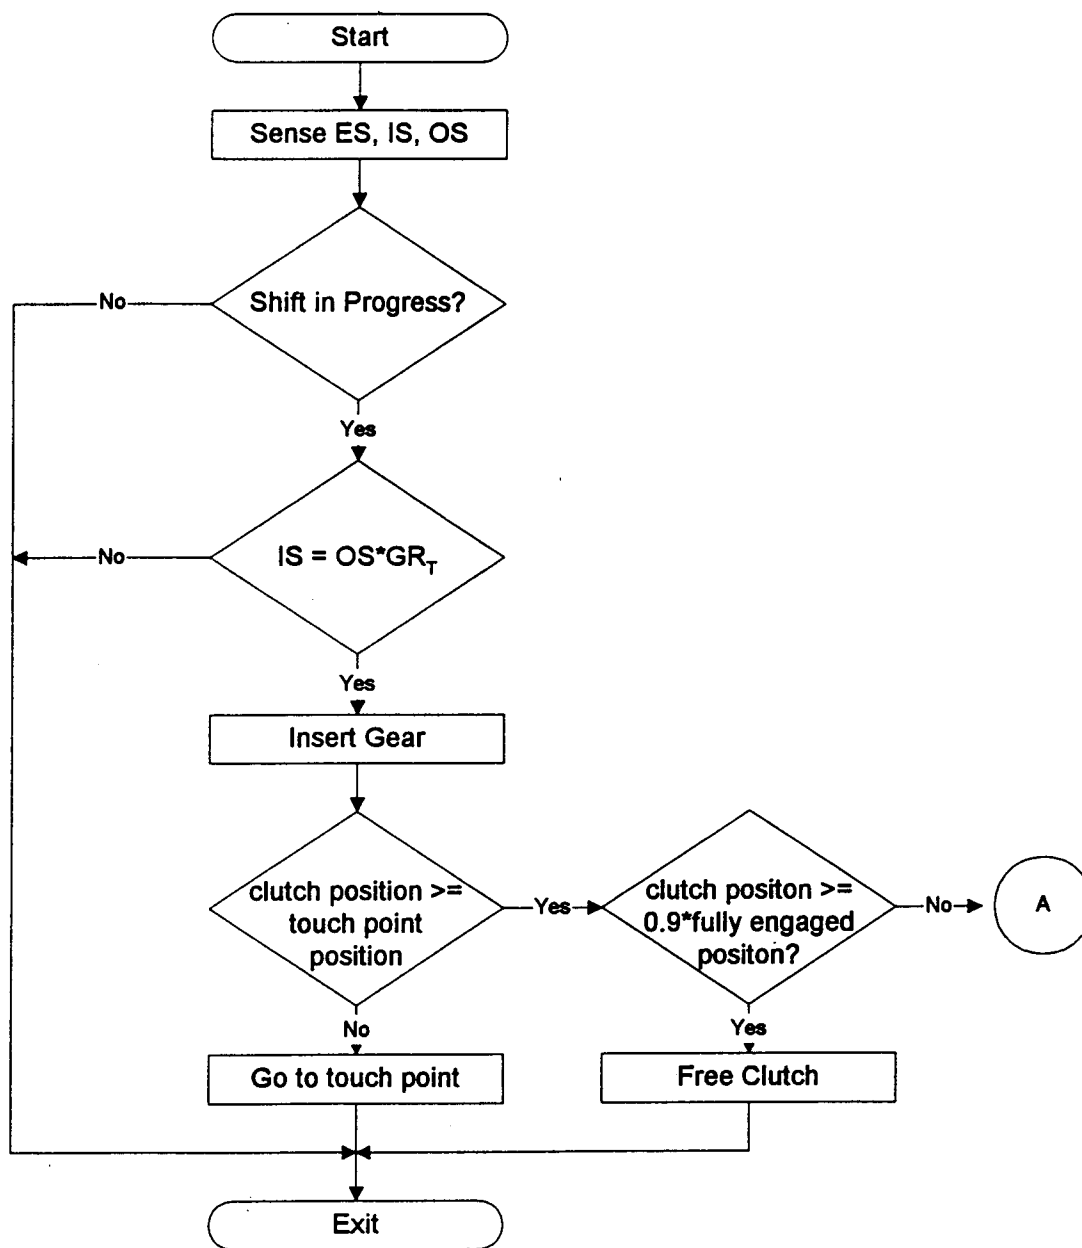 Start
Sense ES, IS, OS
Shift in Progress?
No
Yes
IS = OS*GR_T
No
Yes
Insert Gear
clutch position >=
touch point
position
Yes
clutch positon >=
0.9*fully engaged
positon?
No
A
No
Yes
Go to touch point
Free Clutch
Exit